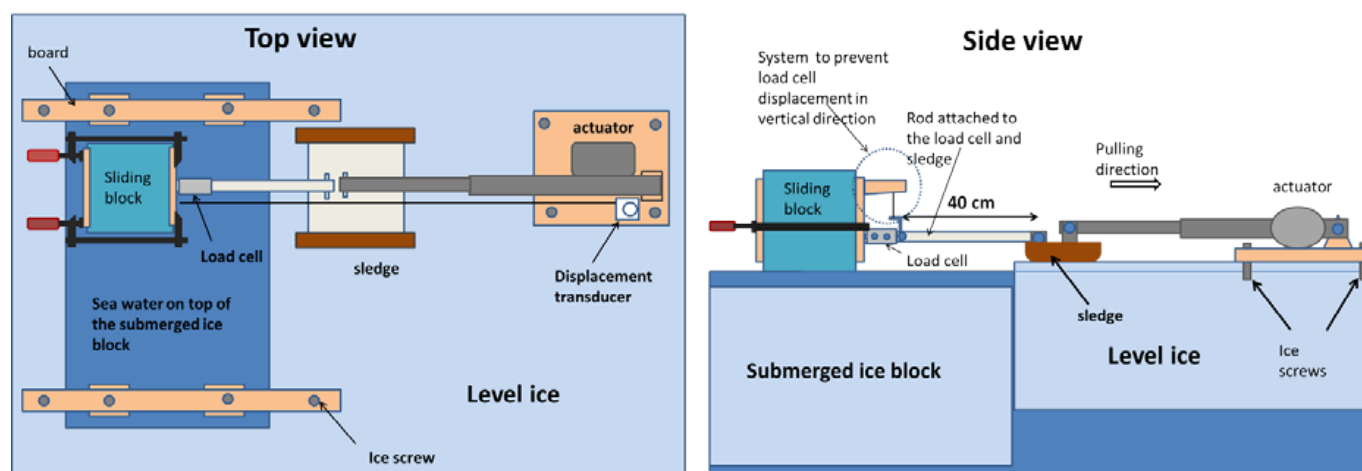 Top view
board
actuator
Sliding
block
Load cell
sledge
Displacement
transducer
Sea water on top of
the submerged ice
block
Level ice
Ice screw
Side view
System to prevent
load cell
displacement in
vertical direction
Rod attached to
the load cell and
sledge
Pulling
direction
actuator
Sliding
block
40 cm
Load cell
sledge
Submerged ice block
Level ice
Ice
screws